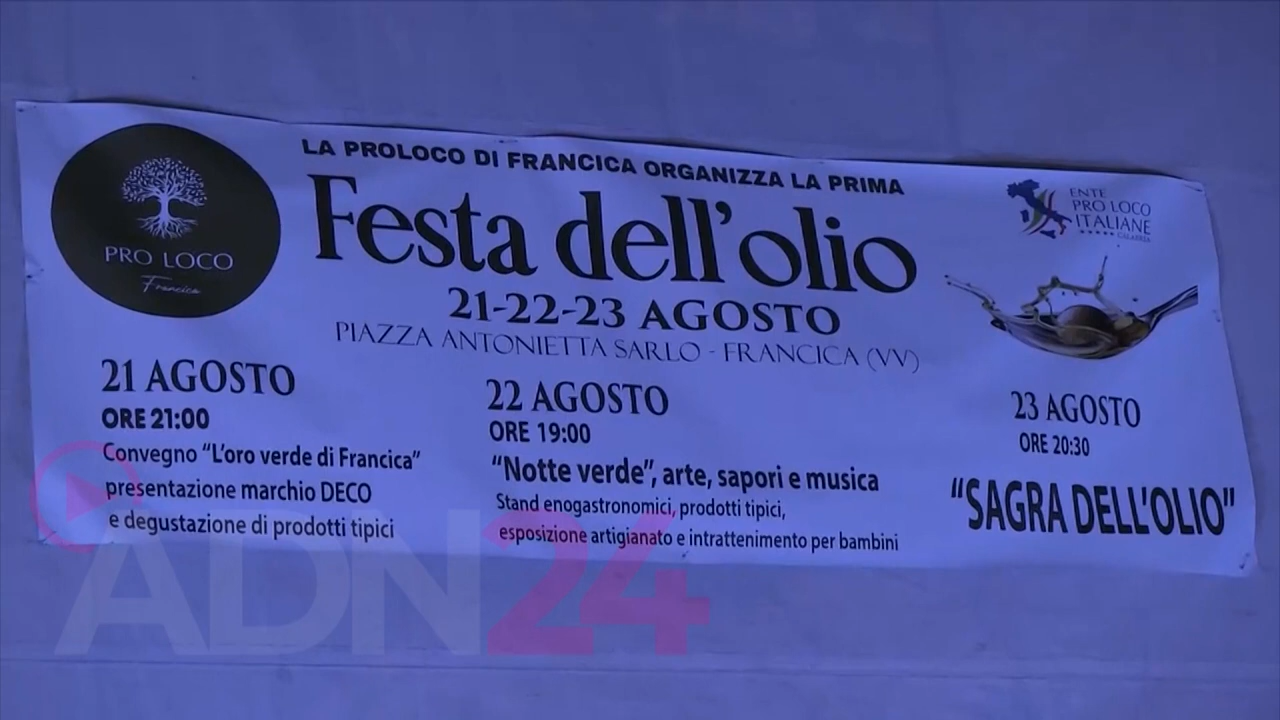 LA PROLOCO DI FRANCICA ORGANIZZA LA PRIMA
Festa dell'olio
21-22-23 AGOSTO
PIAZZA ANTONIETTA SARLO - FRANCICA (VV)
PRO LOCO
Francica
ENTE
PRO LOCO
ITALIANE
CALABRIA
21 AGOSTO
ORE 21:00
Convegno "L'oro verde di Francica"
presentazione marchio DECO
e degustazione di prodotti tipici
22 AGOSTO
ORE 19:00
"Notte verde", arte, sapori e musica
Stand enogastronomici, prodotti tipici,
esposizione artigianato e intrattenimento per bambini
23 AGOSTO
ORE 20:30
"SAGRA DELL'OLIO"
ADN24